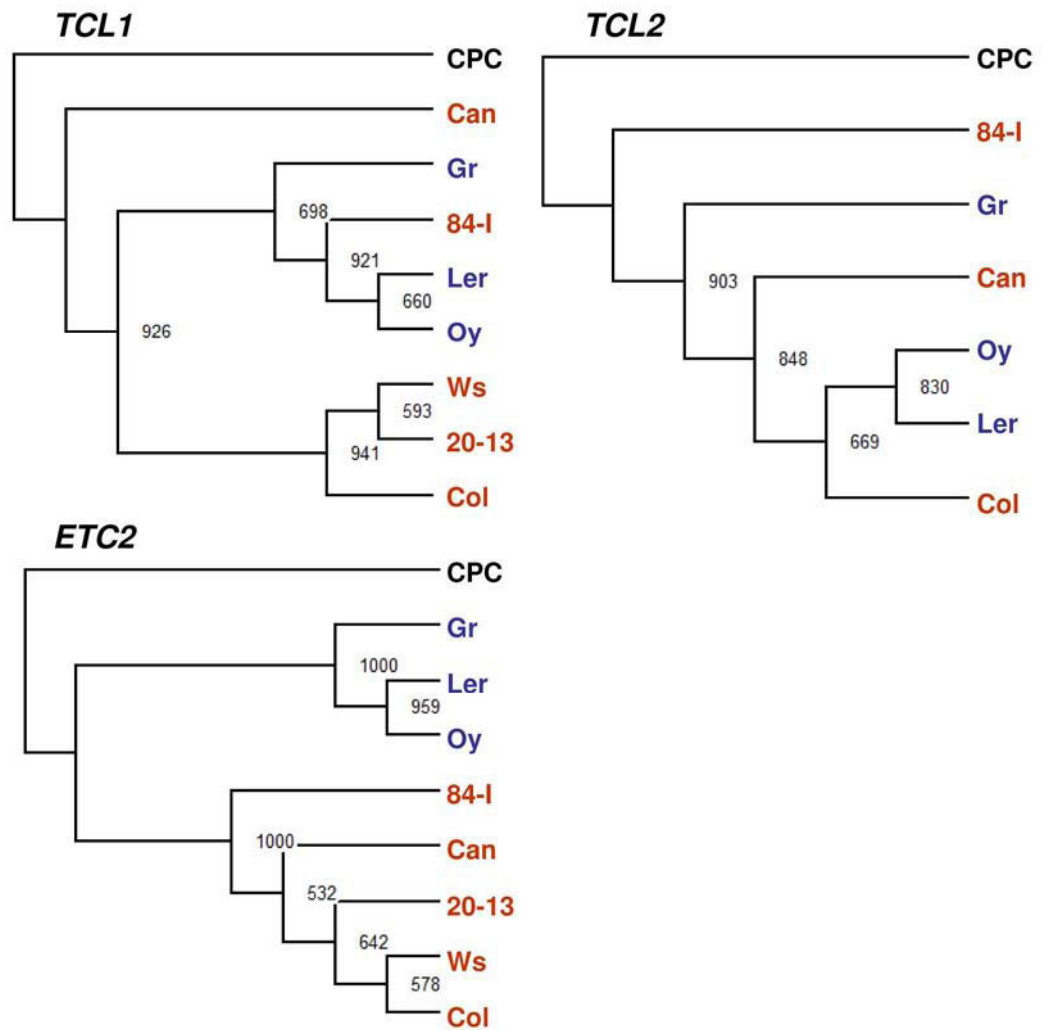 TCL1
CPC
Can
Gr
698
84-I
921
Ler
660
Oy
926
Ws
593
20-13
941
Col
TCL2
CPC
84-I
Gr
903
Can
848
Oy
830
Ler
669
Col
ETC2
CPC
Gr
1000
Ler
959
Oy
84-I
1000
Can
532
20-13
642
Ws
578
Col